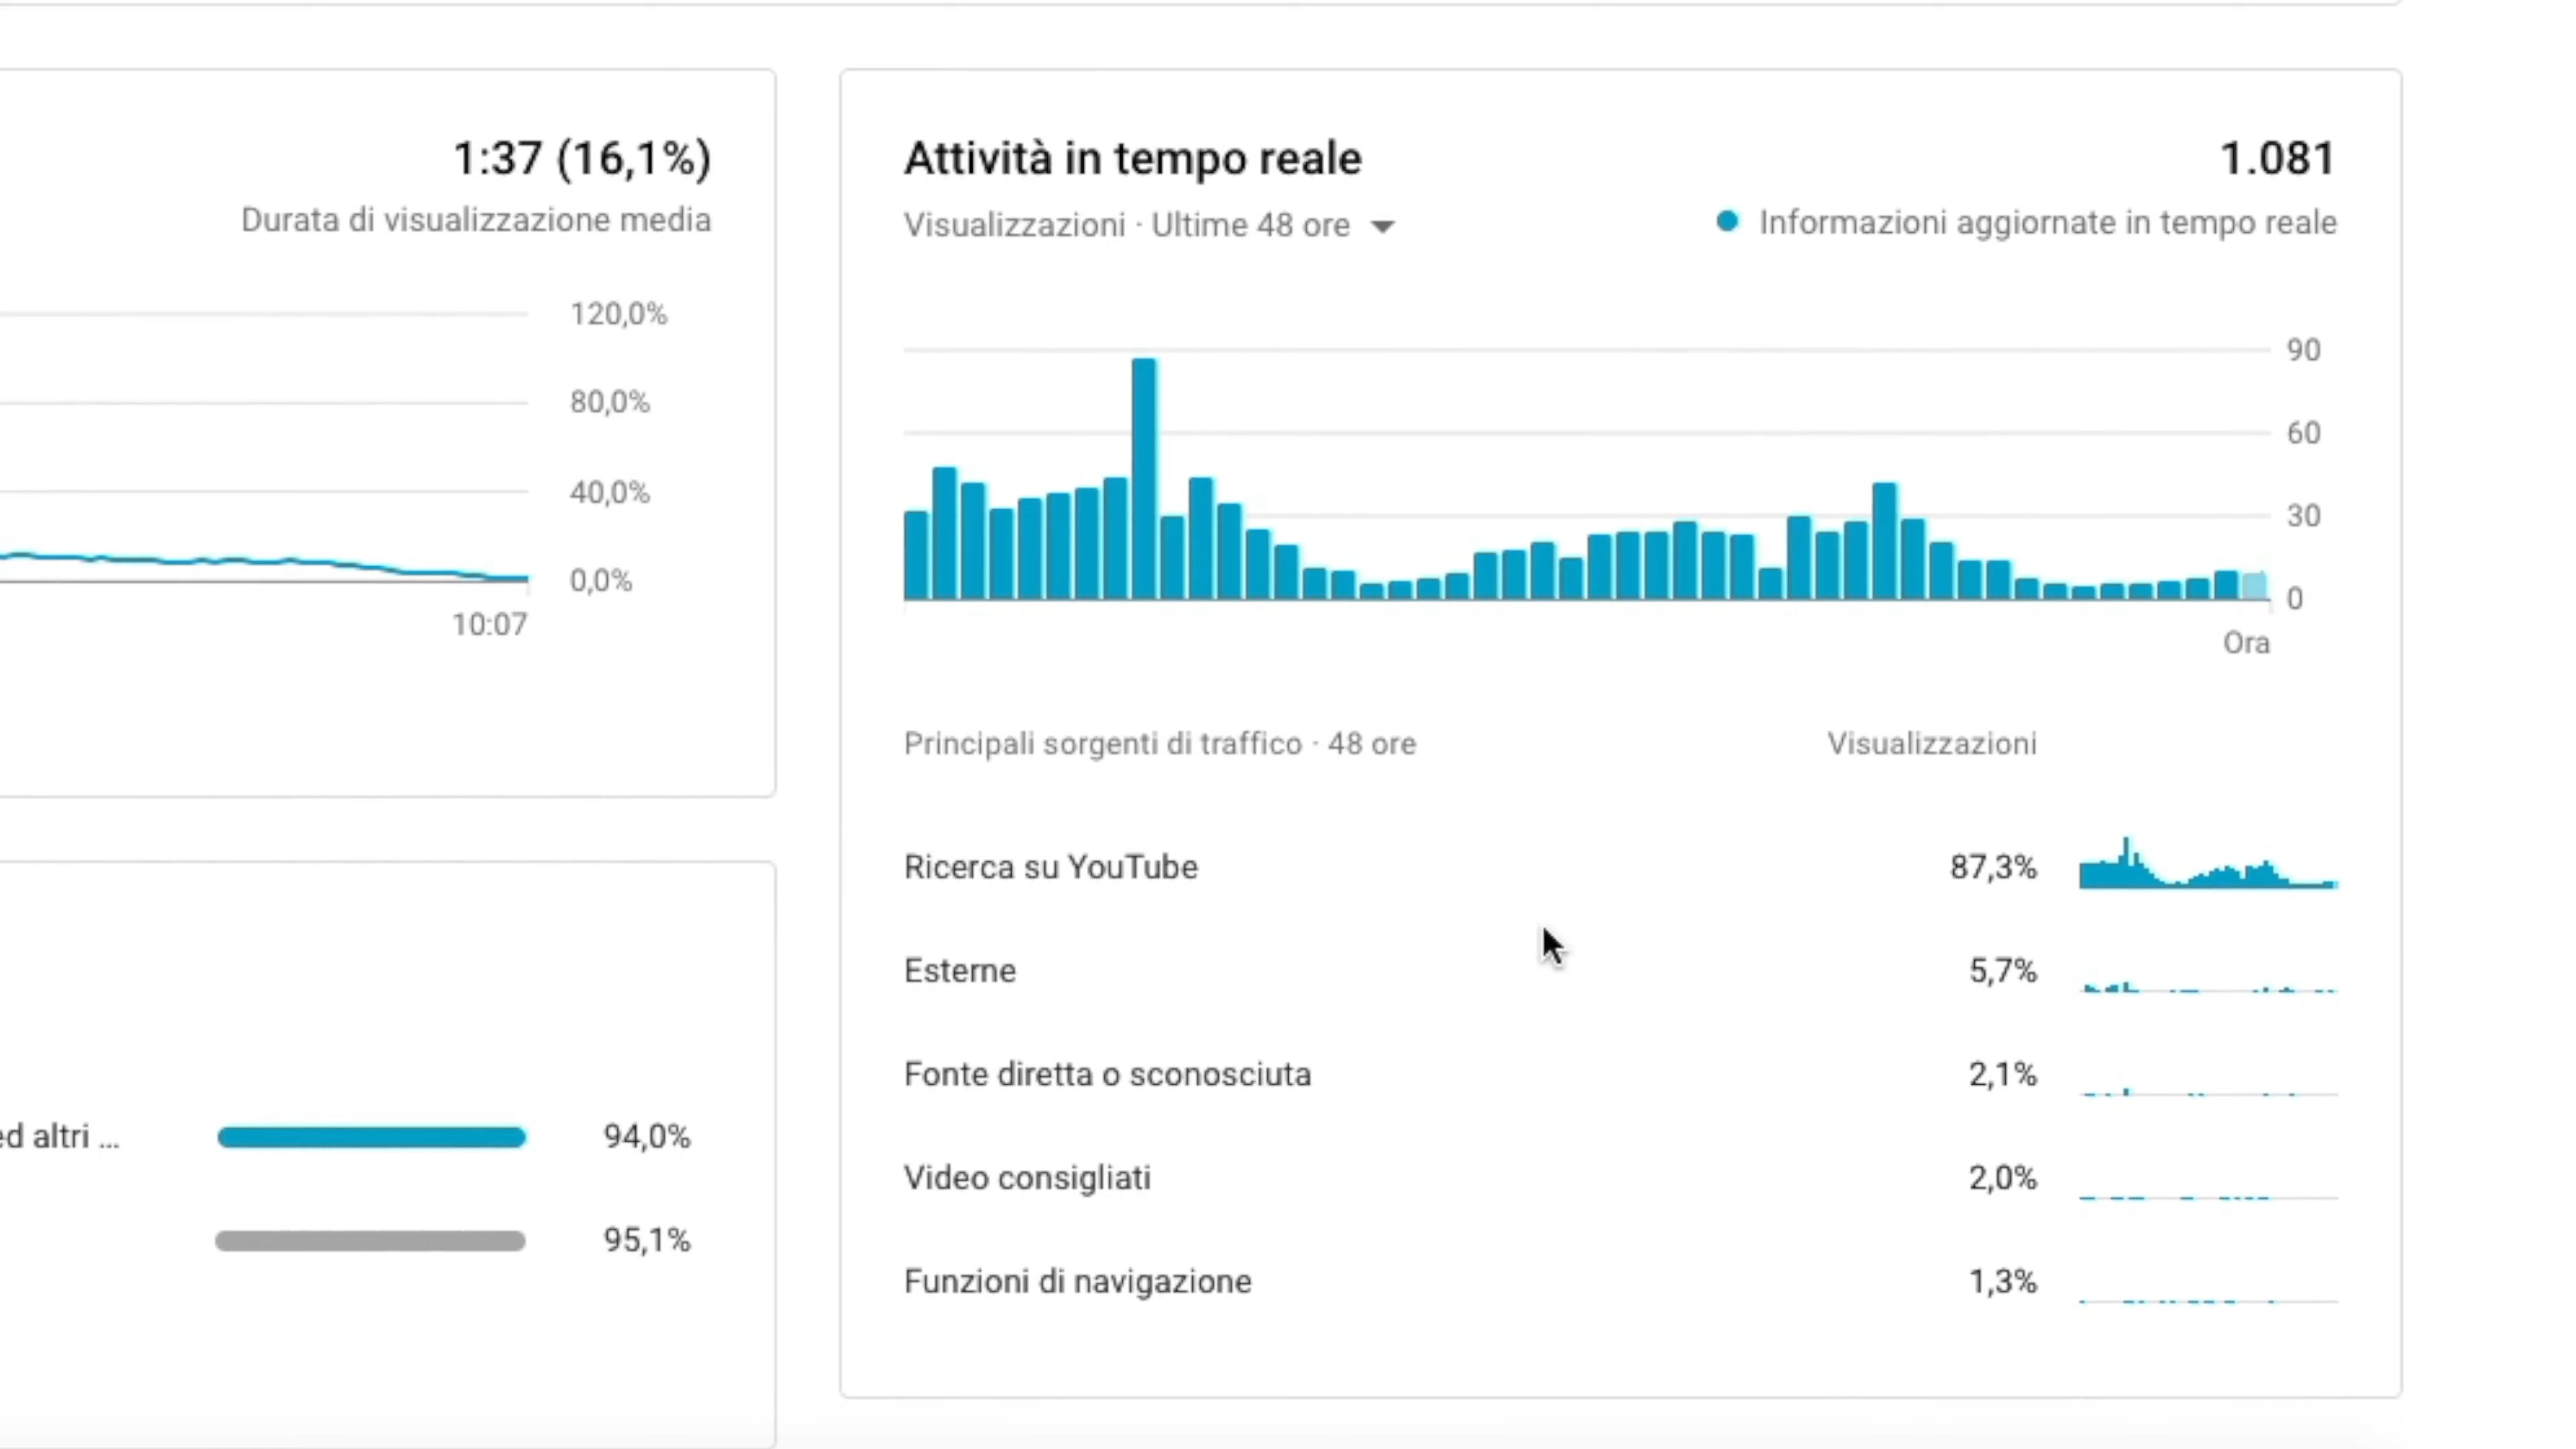 1:37 (16,1%)
Durata di visualizzazione media
120,0%
80,0%
40,0%
0,0%
10:07
ed altri ...
94,0%
95,1%
Attività in tempo reale
1.081
Visualizzazioni · Ultime 48 ore
Informazioni aggiornate in tempo reale
90
60
30
0
Ora
Principali sorgenti di traffico · 48 ore
Visualizzazioni
Ricerca su YouTube
87,3%
Esterne
5,7%
Fonte diretta o sconosciuta
2,1%
Video consigliati
2,0%
Funzioni di navigazione
1,3%